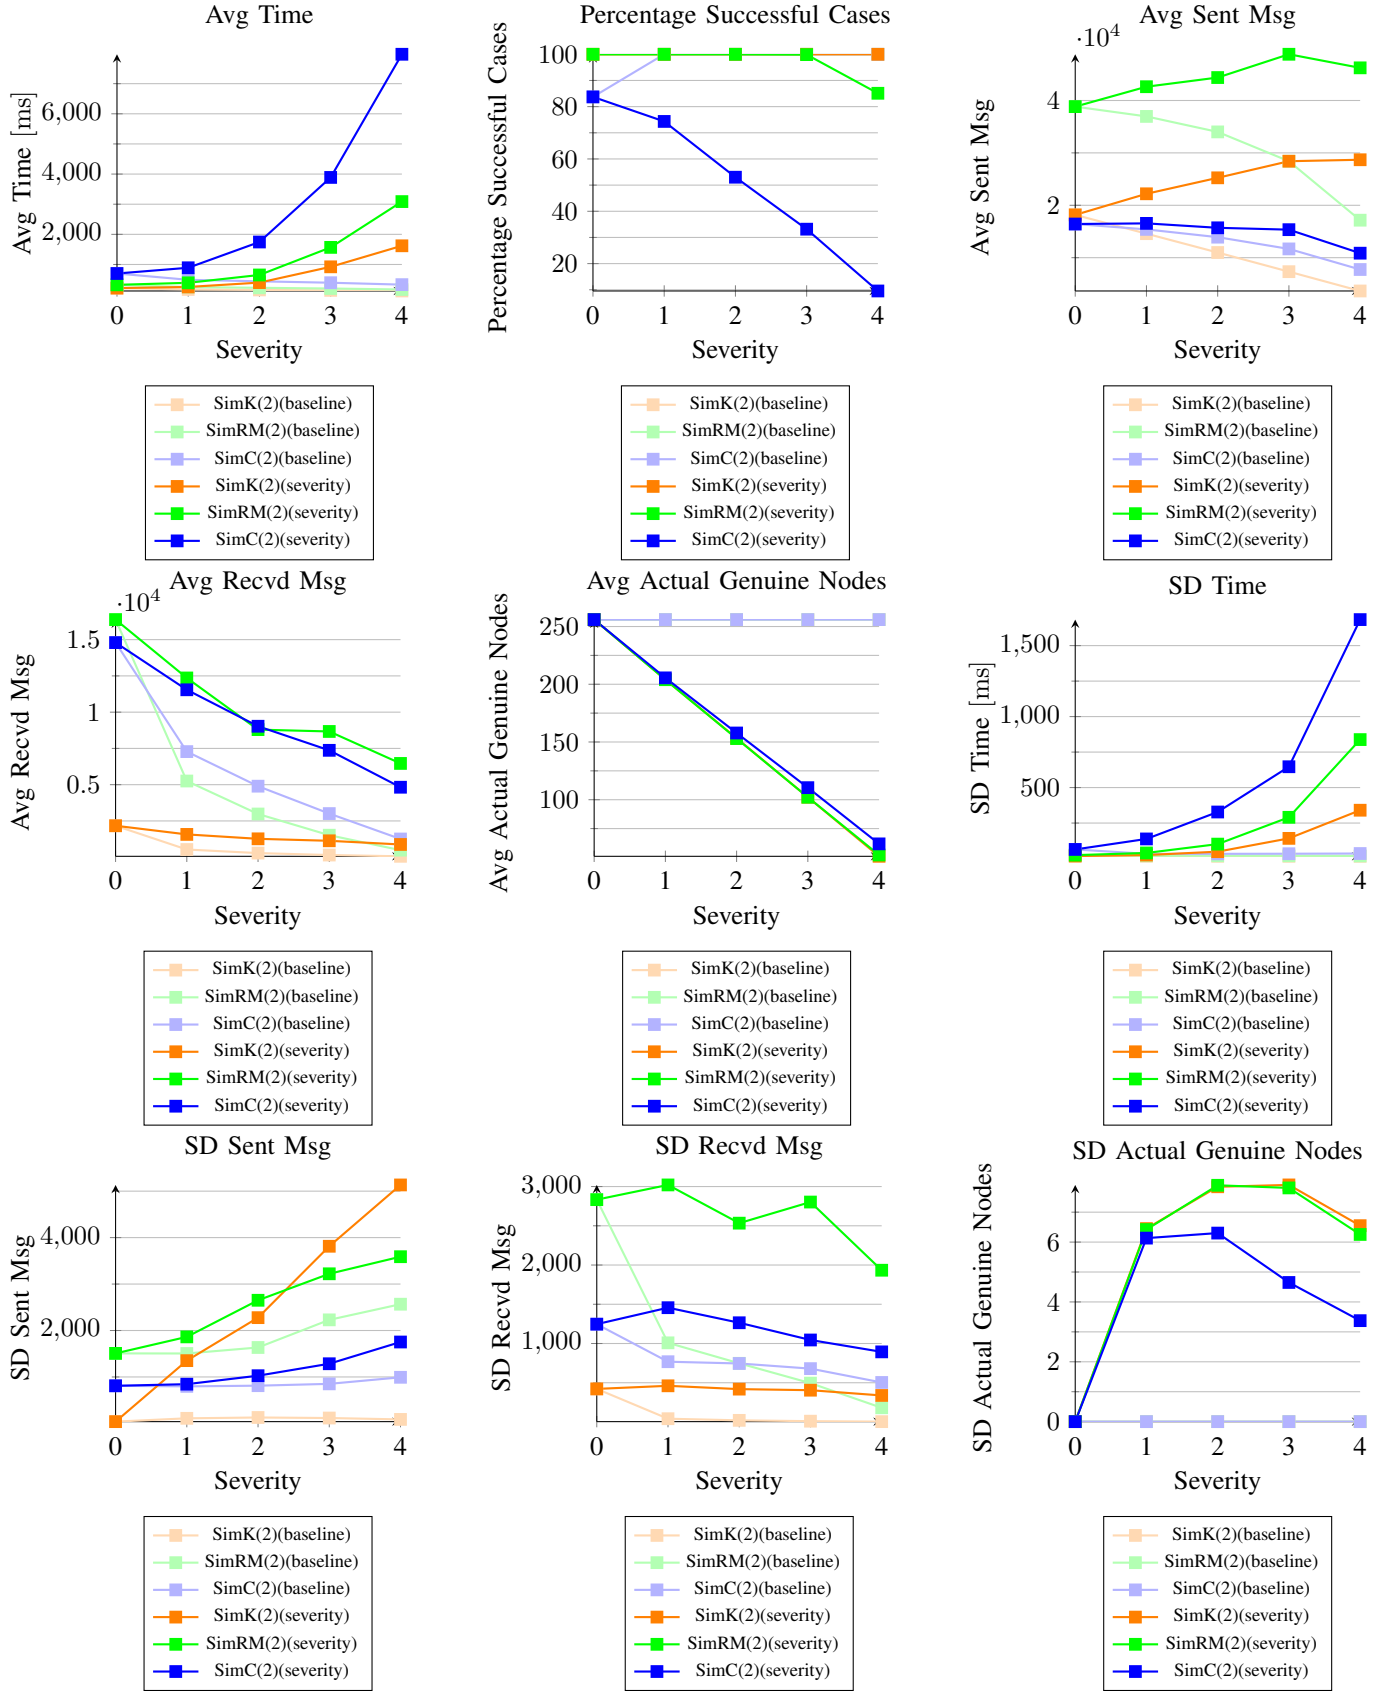 Avg Time
Avg Time [ms]
6,000
4,000
2,000
0 1 2 3 4
Severity
SimK(2)(baseline)
SimRM(2)(baseline)
SimC(2)(baseline)
SimK(2)(severity)
SimRM(2)(severity)
SimC(2)(severity)
Percentage Successful Cases
Percentage Successful Cases
100
80
60
40
20
0 1 2 3 4
Severity
SimK(2)(baseline)
SimRM(2)(baseline)
SimC(2)(baseline)
SimK(2)(severity)
SimRM(2)(severity)
SimC(2)(severity)
Avg Sent Msg
·10⁴
Avg Sent Msg
4
2
0 1 2 3 4
Severity
SimK(2)(baseline)
SimRM(2)(baseline)
SimC(2)(baseline)
SimK(2)(severity)
SimRM(2)(severity)
SimC(2)(severity)
Avg Recvd Msg
·10⁴
Avg Recvd Msg
1.5
1
0.5
0 1 2 3 4
Severity
SimK(2)(baseline)
SimRM(2)(baseline)
SimC(2)(baseline)
SimK(2)(severity)
SimRM(2)(severity)
SimC(2)(severity)
Avg Actual Genuine Nodes
Avg Actual Genuine Nodes
250
200
150
100
0 1 2 3 4
Severity
SimK(2)(baseline)
SimRM(2)(baseline)
SimC(2)(baseline)
SimK(2)(severity)
SimRM(2)(severity)
SimC(2)(severity)
SD Time
SD Time [ms]
1,500
1,000
500
0 1 2 3 4
Severity
SimK(2)(baseline)
SimRM(2)(baseline)
SimC(2)(baseline)
SimK(2)(severity)
SimRM(2)(severity)
SimC(2)(severity)
SD Sent Msg
SD Sent Msg
4,000
2,000
0 1 2 3 4
Severity
SimK(2)(baseline)
SimRM(2)(baseline)
SimC(2)(baseline)
SimK(2)(severity)
SimRM(2)(severity)
SimC(2)(severity)
SD Recvd Msg
SD Recvd Msg
3,000
2,000
1,000
0 1 2 3 4
Severity
SimK(2)(baseline)
SimRM(2)(baseline)
SimC(2)(baseline)
SimK(2)(severity)
SimRM(2)(severity)
SimC(2)(severity)
SD Actual Genuine Nodes
SD Actual Genuine Nodes
6
4
2
0
0 1 2 3 4
Severity
SimK(2)(baseline)
SimRM(2)(baseline)
SimC(2)(baseline)
SimK(2)(severity)
SimRM(2)(severity)
SimC(2)(severity)